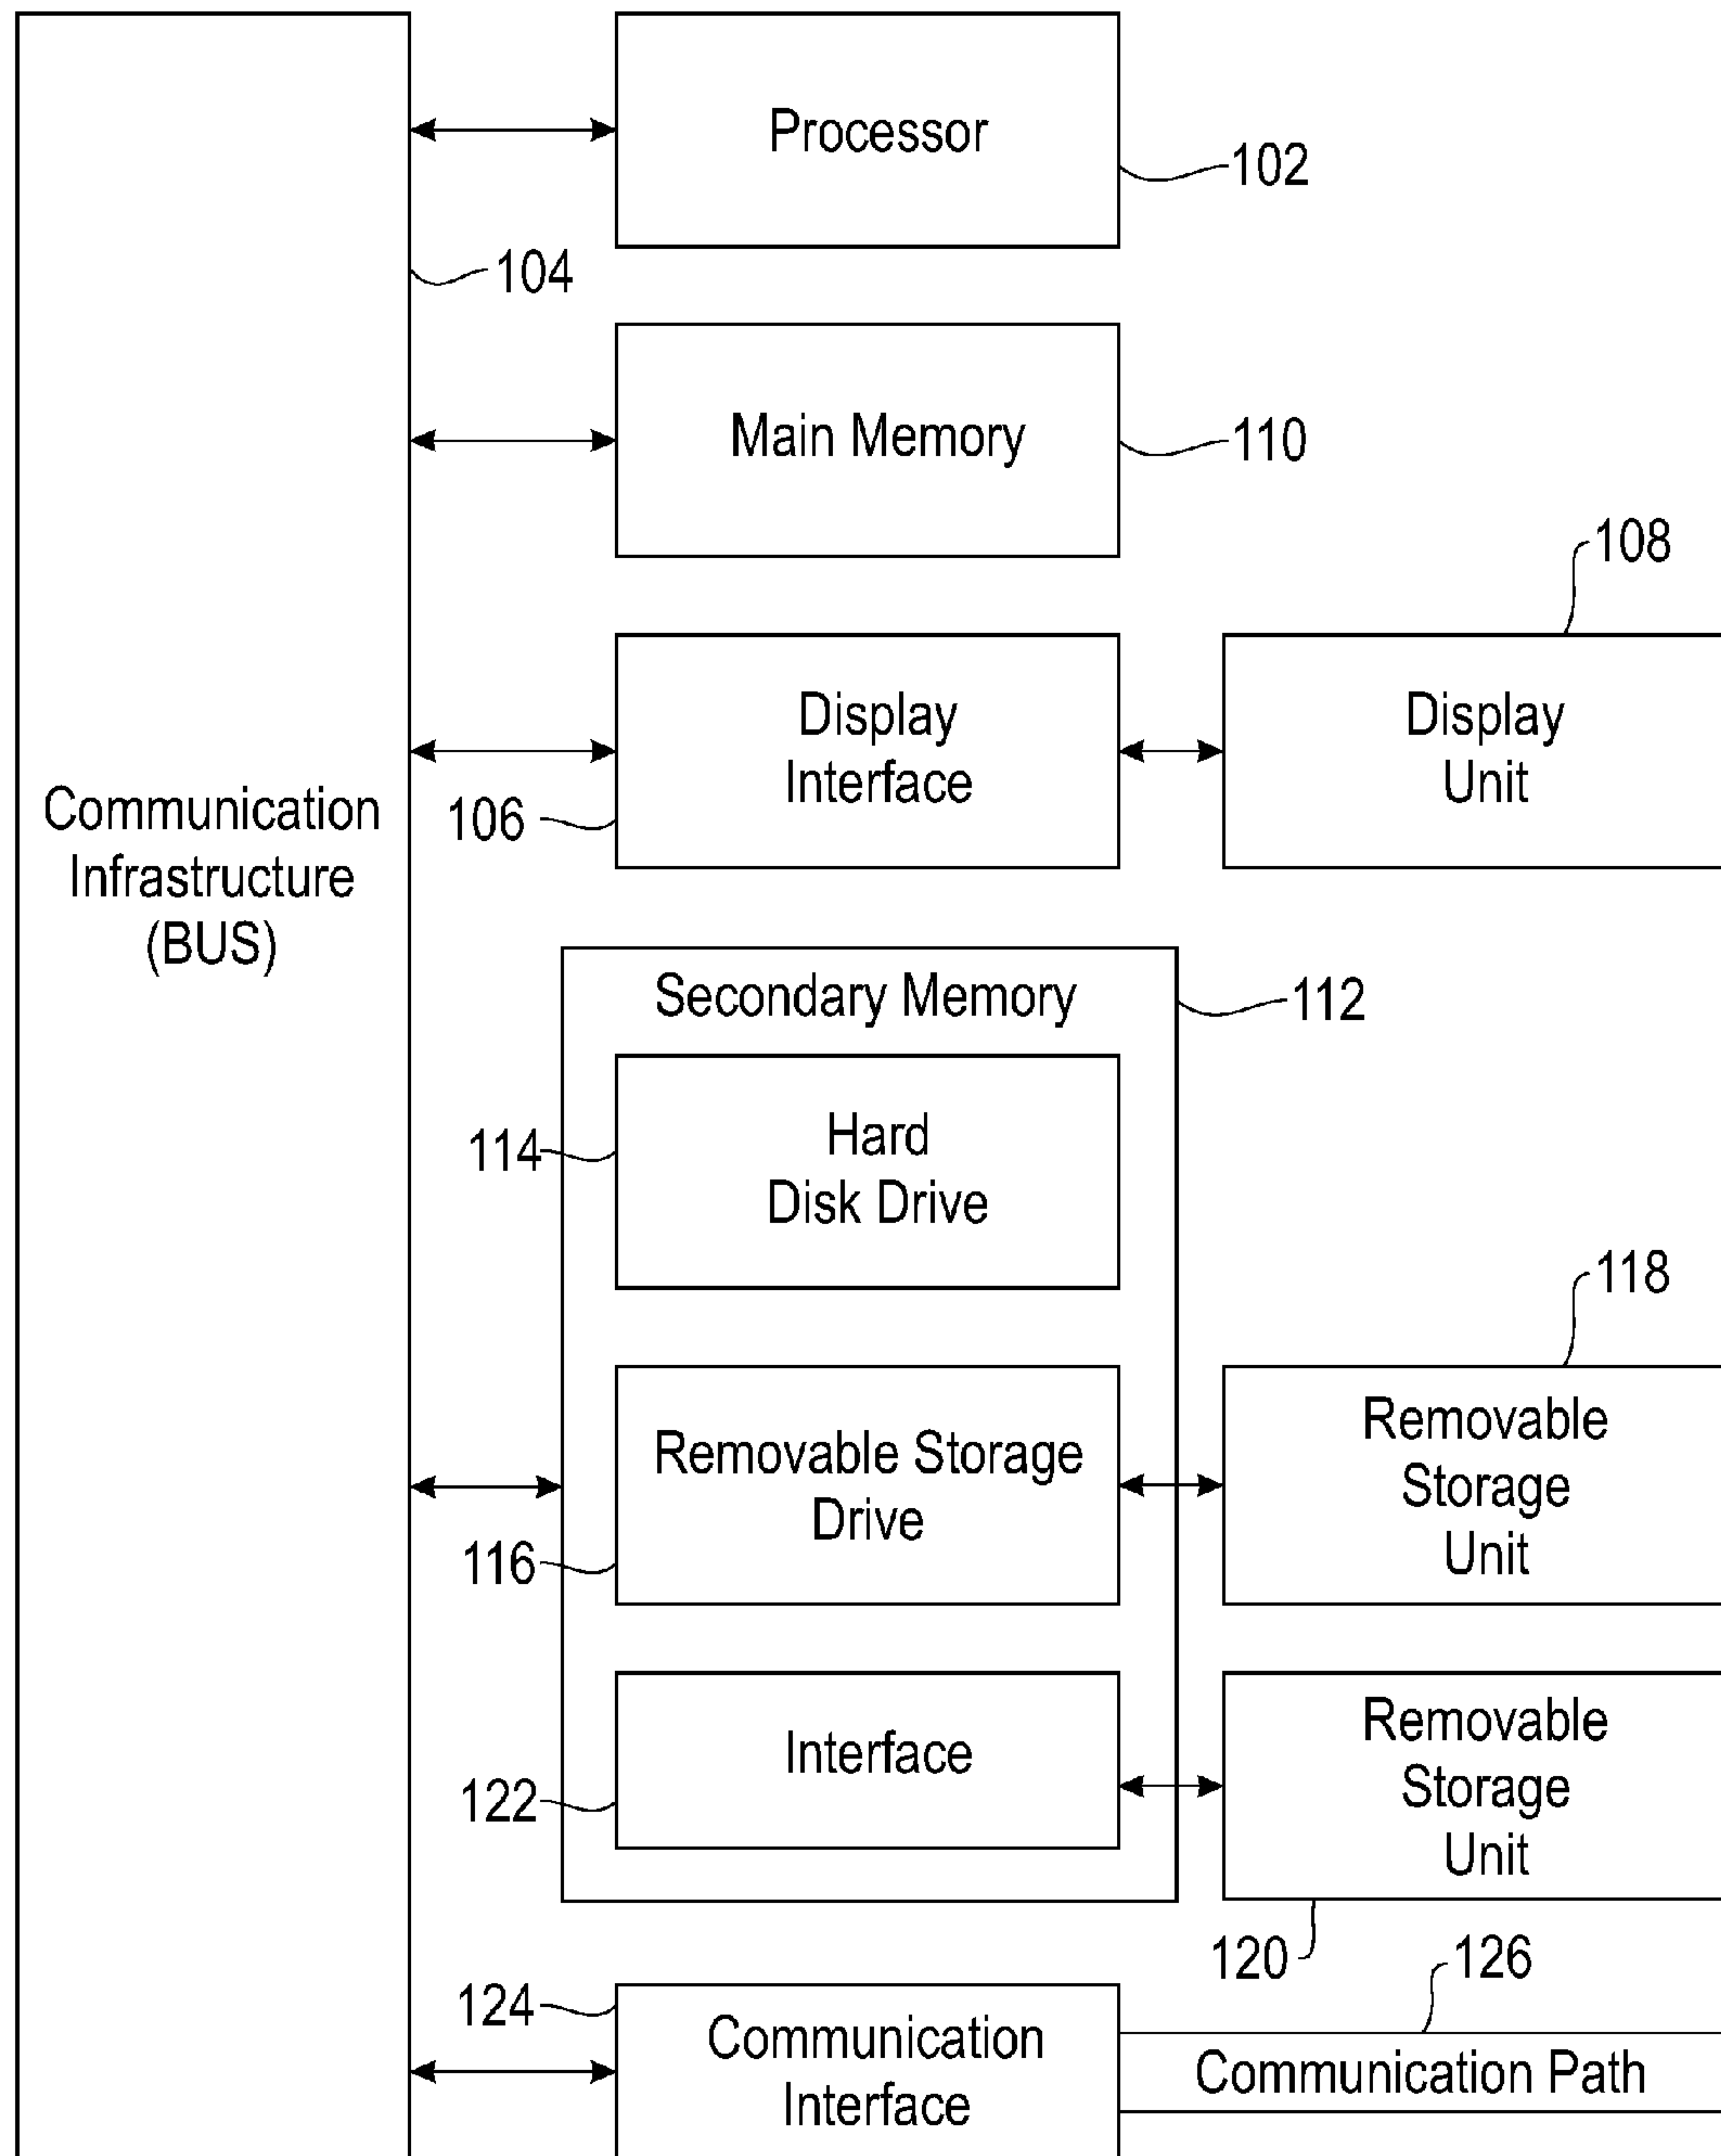 Processor
102
104
Main Memory
110
108
Display
Interface
106
Display
Unit
Communication
Infrastructure
(BUS)
Secondary Memory
112
Hard
Disk Drive
114
118
Removable Storage
Drive
116
Removable
Storage
Unit
Interface
122
Removable
Storage
Unit
120
126
124
Communication
Interface
Communication Path